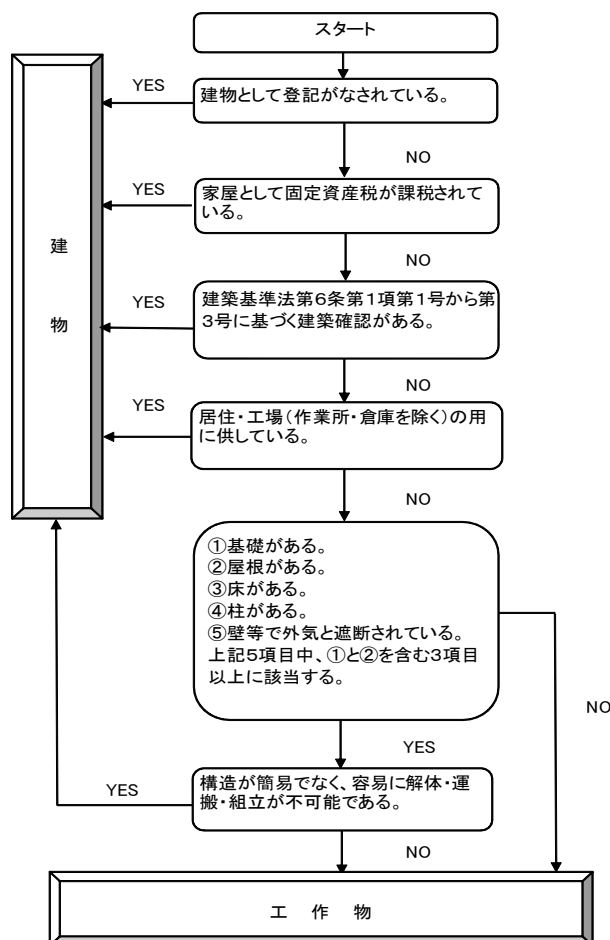 スタート
YES
建物として登記がなされている。
NO
YES
家屋として固定資産税が課税されて
いる。
建
物
NO
YES
建築基準法第6条第1項第1号から第
3号に基づく建築確認がある。
NO
YES
居住・工場(作業所・倉庫を除く)の用
に供している。
NO
①基礎がある。
②屋根がある。
③床がある。
④柱がある。
⑤壁等で外気と遮断されている。
上記5項目中、①と②を含む3項目
以上に該当する。
NO
YES
YES
構造が簡易でなく、容易に解体・運
搬・組立が不可能である。
NO
工 作 物